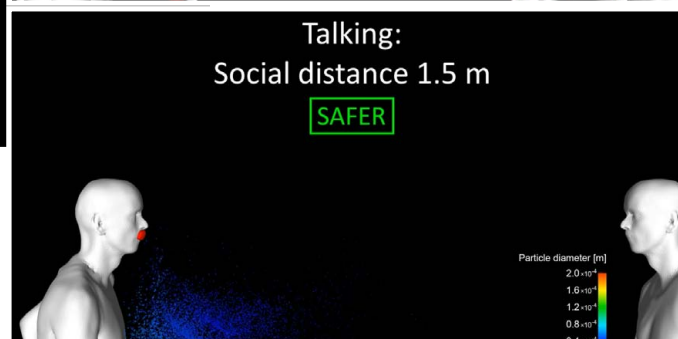 Talking:
Social distance 1.5 m
SAFER
Particle diameter [m]
2.0×10⁻⁴
1.6×10⁻⁴
1.2×10⁻⁴
0.8×10⁻⁴